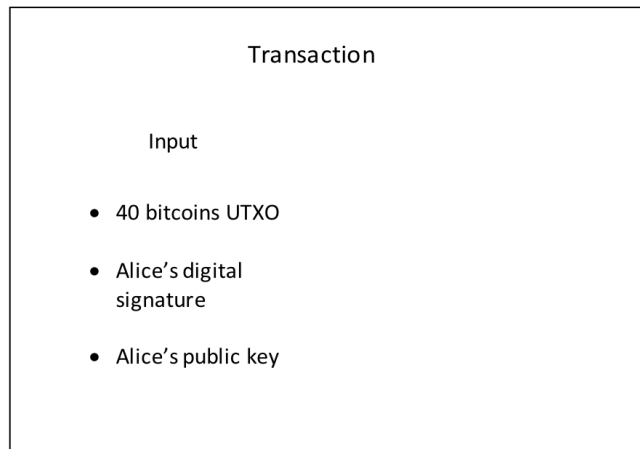 Transaction
Input
• 40 bitcoins UTXO
• Alice’s digital
signature
• Alice’s public key